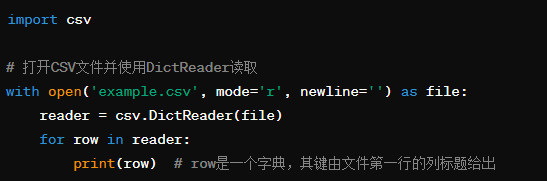 import csv
# 打开CSV文件并使用DictReader读取
with open('example.csv', mode='r', newline='') as file:
    reader = csv.DictReader(file)
    for row in reader:
        print(row)  # row是一个字典，其键由文件第一行的列标题给出